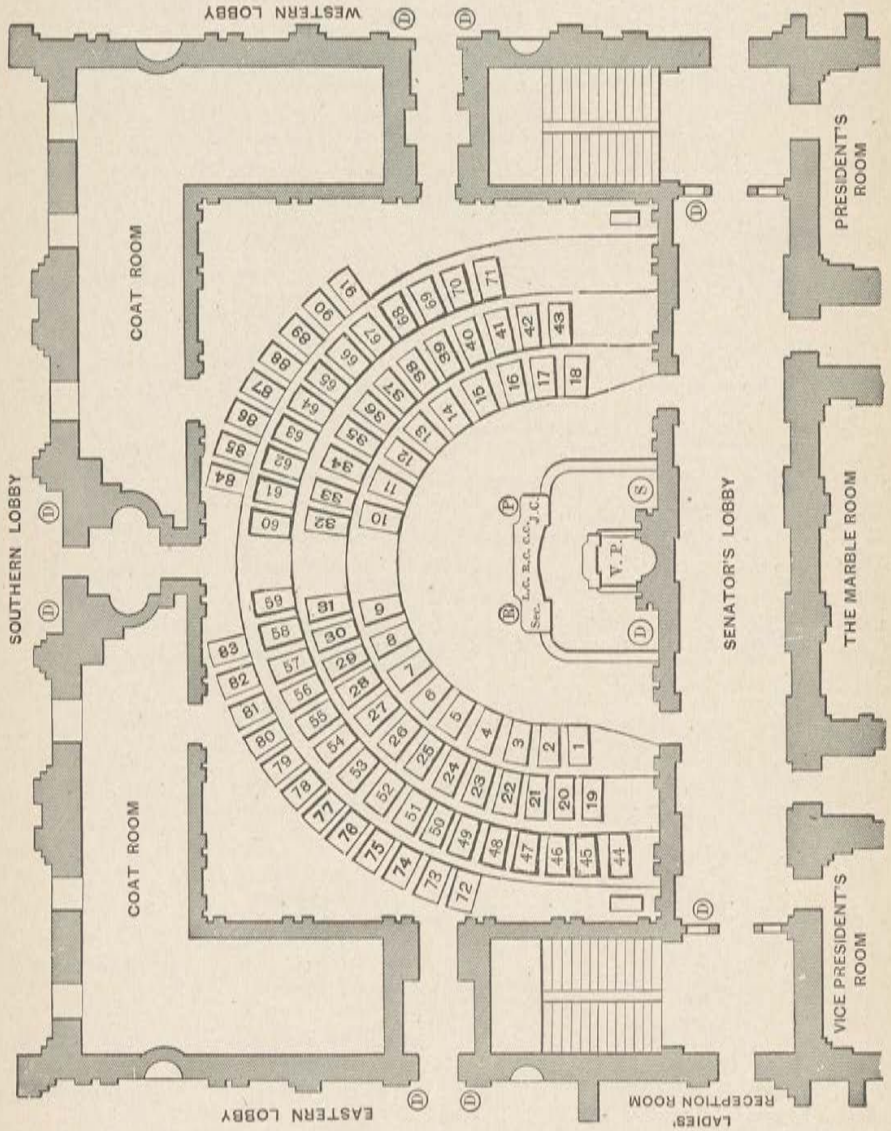 WESTERN LOBBY
SOUTHERN LOBBY
EASTERN LOBBY
COAT ROOM
COAT ROOM
D
D
D
D
D
D
84 85 86 87 88 89 90 91
83 82 81 80 79 78 77 76 75 74 73 72
60 61 62 63 64 65 66 67 68 69 70 71
59 58 57 56 55 54 53 52 51 50 49 48 47 46 45 44
32 33 34 35 36 37 38 39 40 41 42 43
31 30 29 28 27 26 25 24 23 22 21 20 19
10 11 12 13 14 15 16 17 18
9 8 7 6 5 4 3 2 1
R
P
Sec. L.C. R.C. C.C. J.C.
V. P.
D
S
D
D
SENATOR'S LOBBY
LADIES'
RECEPTION ROOM
VICE PRESIDENT'S
ROOM
THE MARBLE ROOM
PRESIDENT'S
ROOM